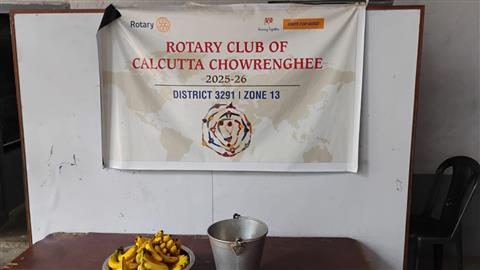 Rotary
UNITE FOR GOOD
ROTARY CLUB OF
CALCUTTA CHOWRENGHEE
2025-26
DISTRICT 3291 | ZONE 13